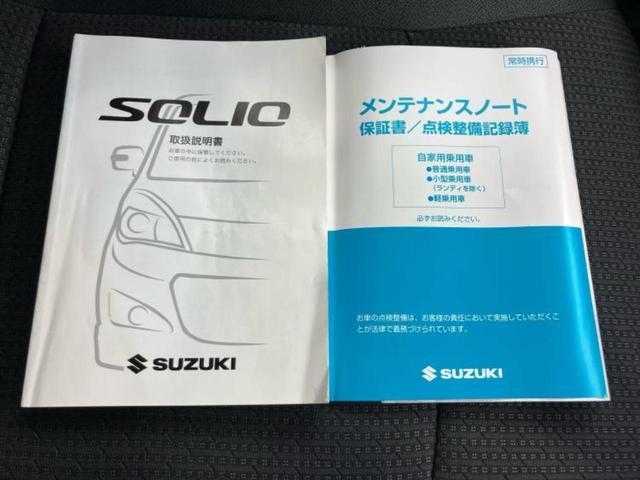 SOLIO
取扱説明書
お車の中に保管してください。
ご使用の前によくお読みください。
SUZUKI
常時携行
メンテナンスノート
保証書/点検整備記録簿
自家用乗用車
●普通乗用車
●小型乗用車
(ランディを除く)
●軽乗用車
必ずお読みください。
お車の点検整備は、お客様の責任において実施していただくこ
とが法律で義務づけられています。
SUZUKI